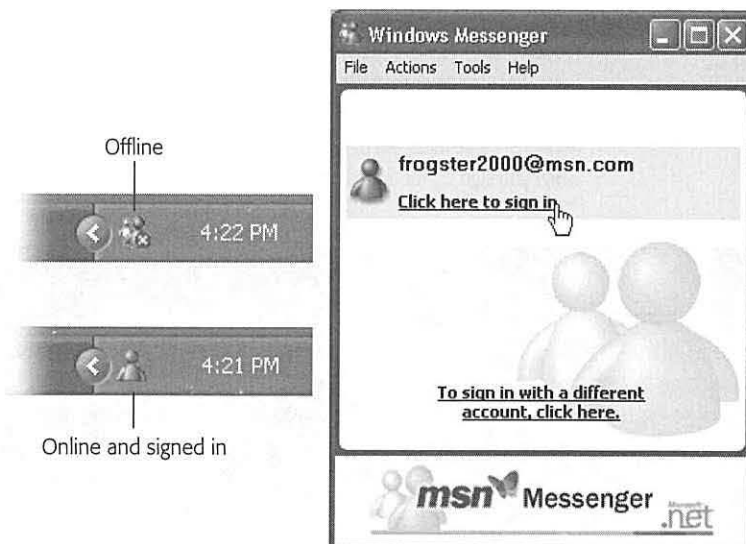 Offline
4:22 PM
4:21 PM
Online and signed in
Windows Messenger
File Actions Tools Help
frogster2000@msn.com
Click here to sign in
To sign in with a different
account, click here.
msn Messenger
Microsoft
.net